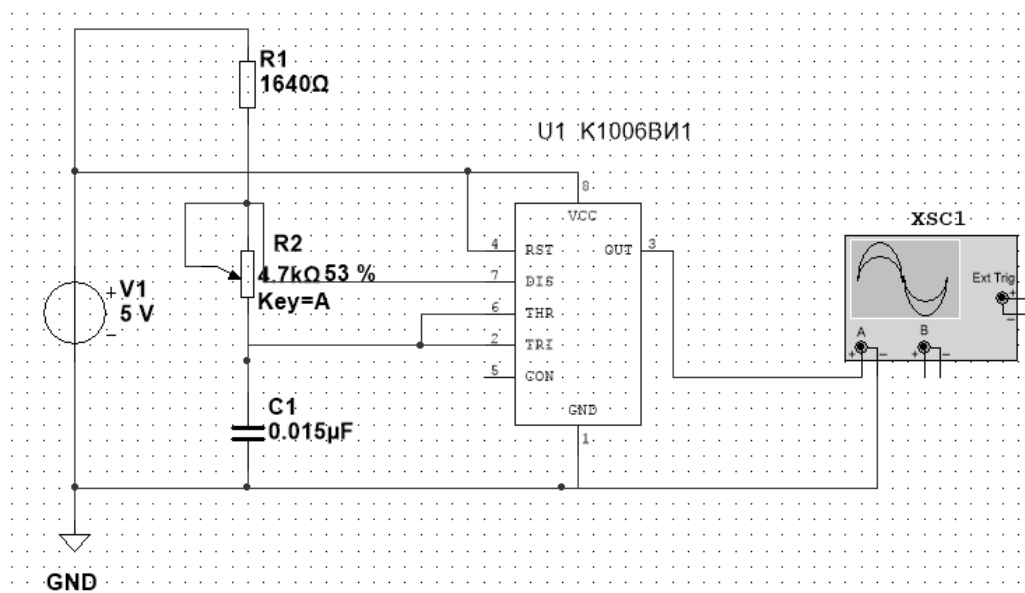 R1
1640Ω
U1 К1006ВИ1
8
VCC
XSC1
R2
4.7kΩ 53 %
Key=A
4
RST
OUT
3
7
DIS
Ext Trig
+
−
V1
5 V
+
−
6
THR
2
TRI
A
B
+
−
+
−
5
CON
C1
0.015µF
GND
1
GND